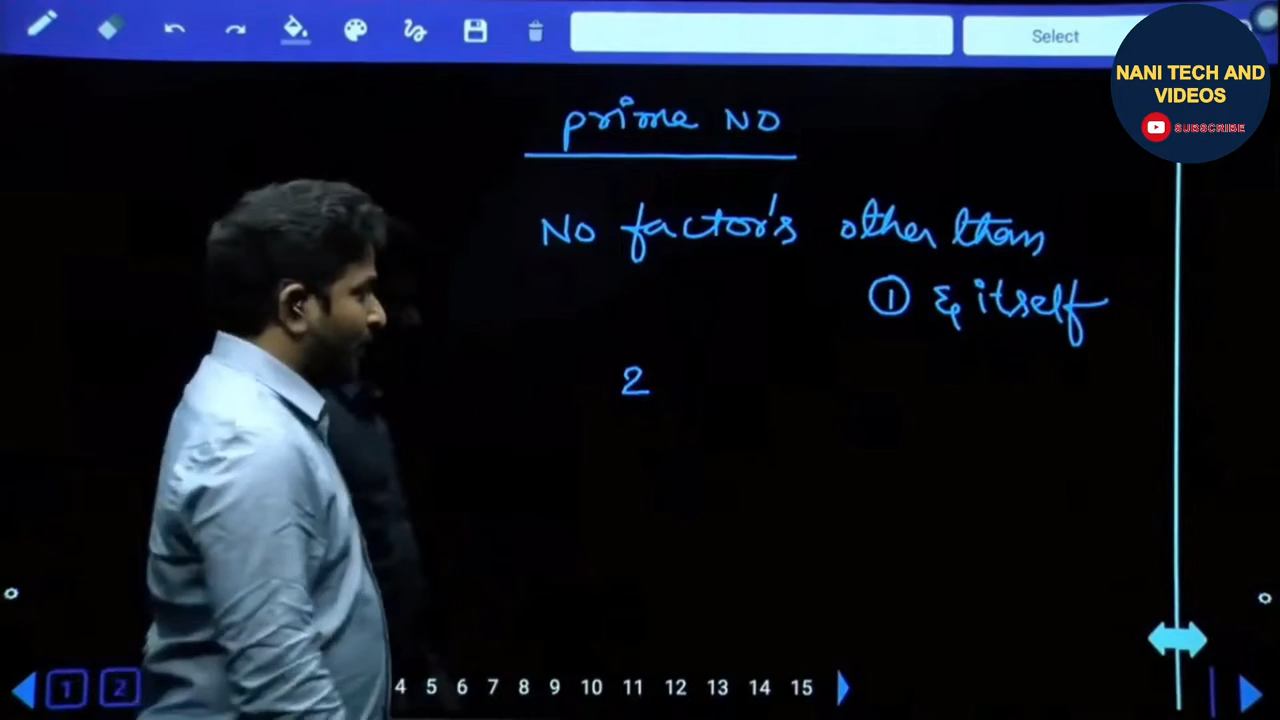 Select
NANI TECH AND
VIDEOS
SUBSCRIBE
prime NO
No factor's other than
① & itself
2
1 2 4 5 6 7 8 9 10 11 12 13 14 15